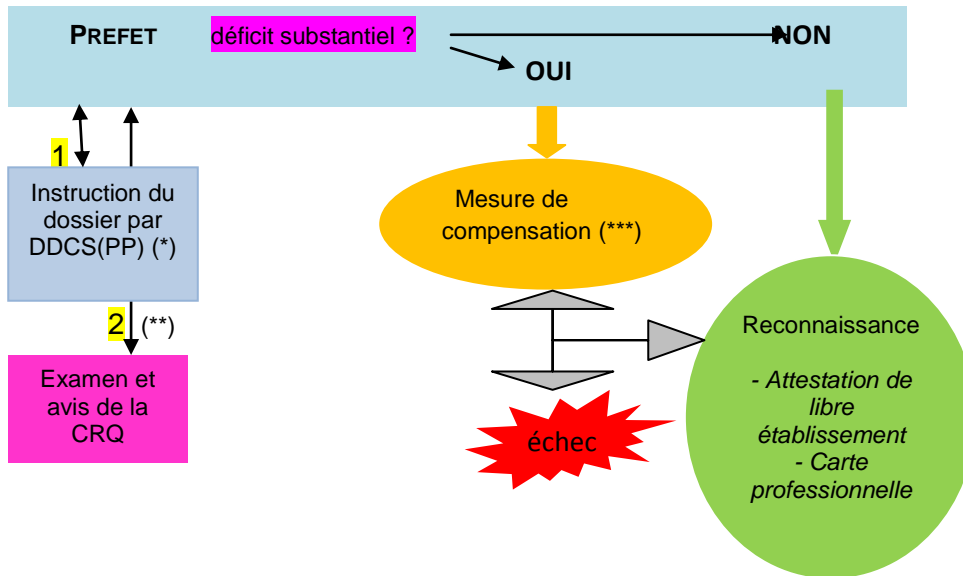 PREFET déficit substantiel ? NON
OUI
1
Instruction du
dossier par
DDCS(PP) (*)
2 (**)
Examen et
avis de la
CRQ
Mesure de
compensation (***)
échec
Reconnaissance
- Attestation de
libre
établissement
- Carte
professionnelle